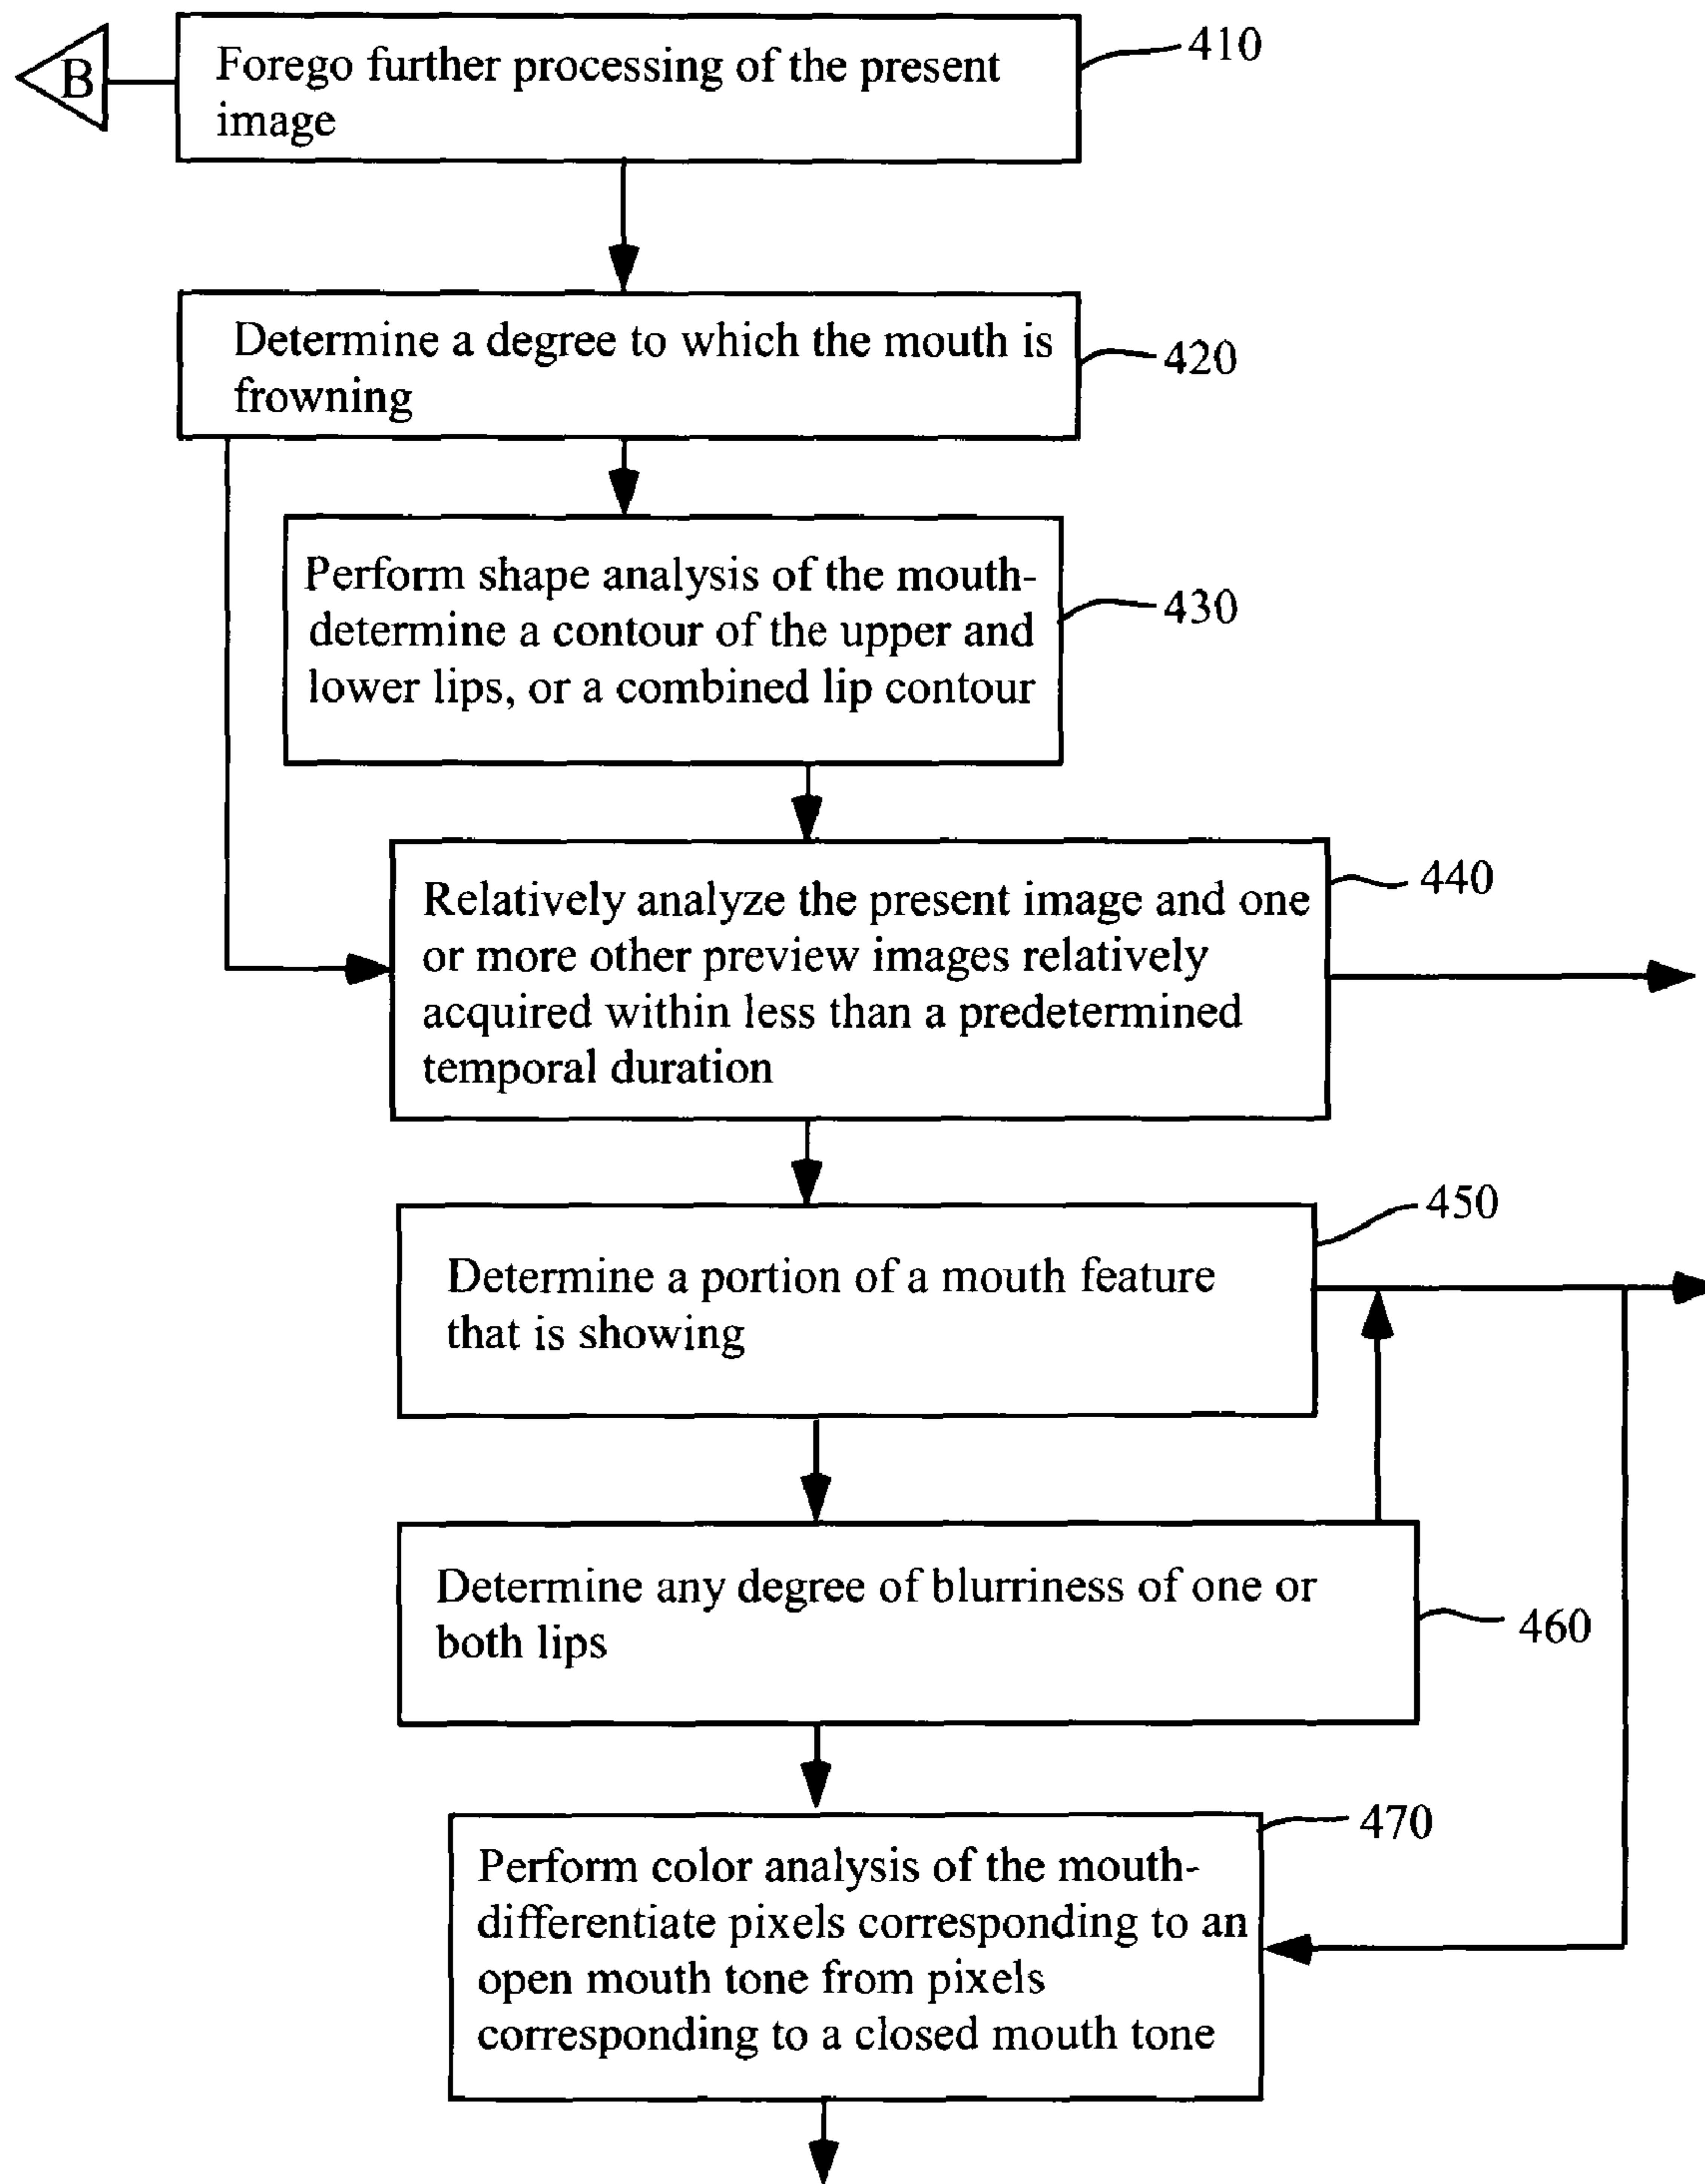 B
Forego further processing of the present
image
410
Determine a degree to which the mouth is
frowning
420
Perform shape analysis of the mouth-
determine a contour of the upper and
lower lips, or a combined lip contour
430
Relatively analyze the present image and one
or more other preview images relatively
acquired within less than a predetermined
temporal duration
440
Determine a portion of a mouth feature
that is showing
450
Determine any degree of blurriness of one or
both lips
460
Perform color analysis of the mouth-
differentiate pixels corresponding to an
open mouth tone from pixels
corresponding to a closed mouth tone
470